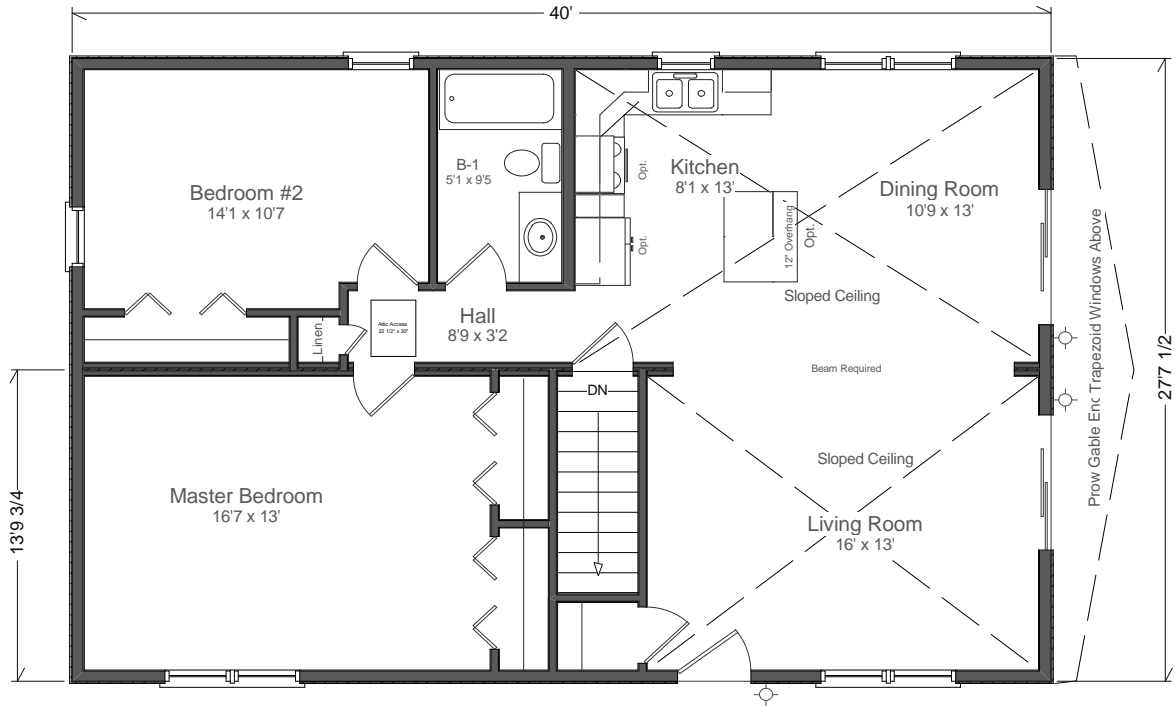 40'
Bedroom #2
14'1 x 10'7
B-1
5'1 x 9'5
Opt.
Kitchen
8'1 x 13'
Dining Room
10'9 x 13'
12" Overhang
Opt.
Opt.
Sloped Ceiling
Linen
Attic Access
22 1/2" x 30"
Hall
8'9 x 3'2
Beam Required
DN
Sloped Ceiling
Master Bedroom
16'7 x 13'
Living Room
16' x 13'
13'9 3/4
Prow Gable End Trapezoid Windows Above
27'7 1/2